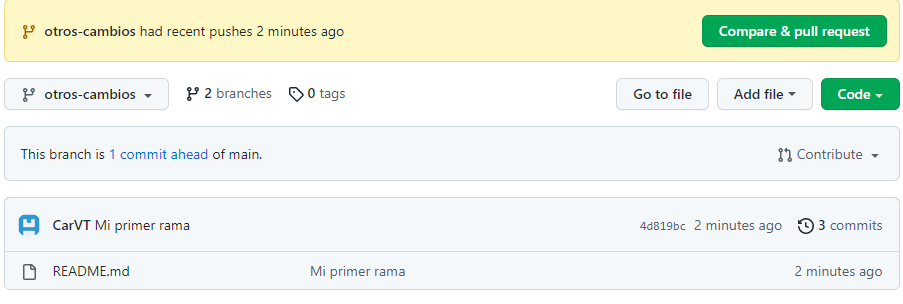 otros-cambios had recent pushes 2 minutes ago Compare & pull request
otros-cambios 2 branches 0 tags Go to file Add file Code
This branch is 1 commit ahead of main. Contribute
CarVT Mi primer rama 4d819bc 2 minutes ago 3 commits
README.md Mi primer rama 2 minutes ago